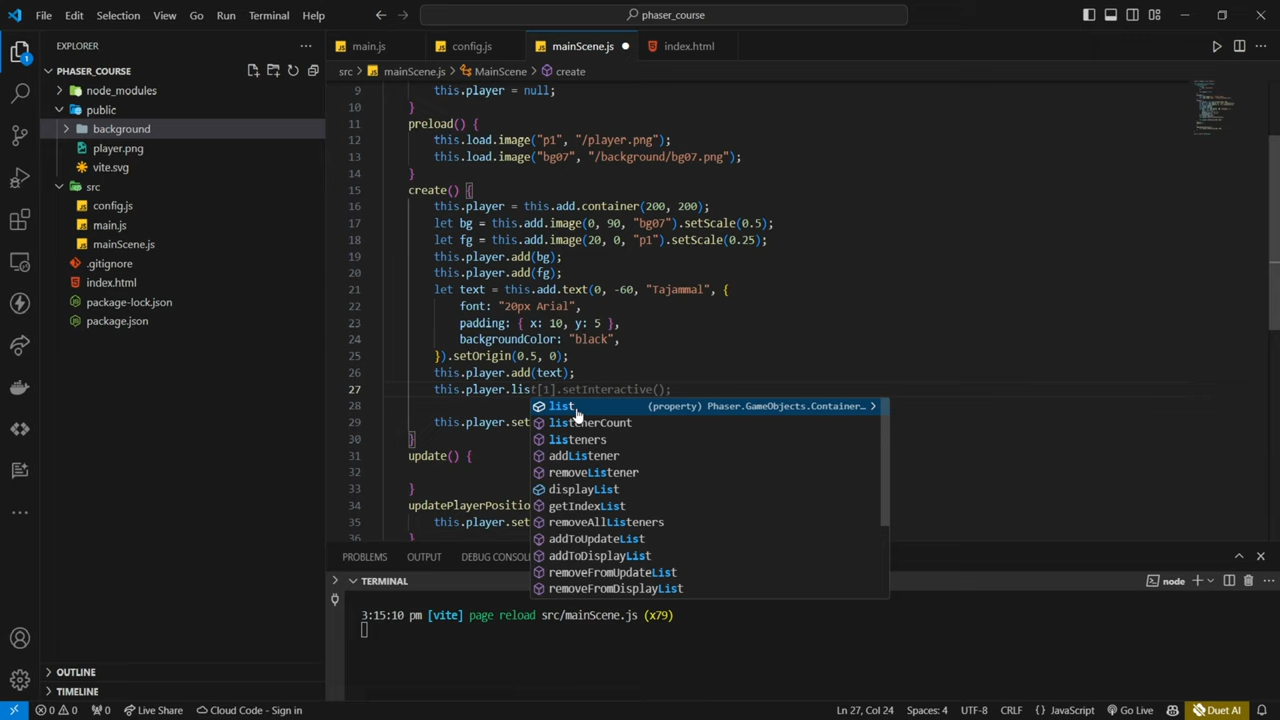 File Edit Selection View Go Run Terminal Help
phaser_course
EXPLORER
main.js
config.js
mainScene.js
index.html
PHASER_COURSE
src > mainScene.js > MainScene > create
node_modules
public
background
player.png
vite.svg
src
config.js
main.js
mainScene.js
.gitignore
index.html
package-lock.json
package.json
9 this.player = null;
10 }
11 preload() {
12 this.load.image("p1", "/player.png");
13 this.load.image("bg07", "/background/bg07.png");
14 }
15 create() {
16 this.player = this.add.container(200, 200);
17 let bg = this.add.image(0, 90, "bg07").setScale(0.5);
18 let fg = this.add.image(20, 0, "p1").setScale(0.25);
19 this.player.add(bg);
20 this.player.add(fg);
21 let text = this.add.text(0, -60, "Tajammal", {
22 font: "20px Arial",
23 padding: { x: 10, y: 5 },
24 backgroundColor: "black",
25 }).setOrigin(0.5, 0);
26 this.player.add(text);
27 this.player.list[1].setInteractive();
28
29 this.player.set
30 }
31 update() {
32
33 }
34 updatePlayerPosition
35 this.player.set
36 }
list (property) Phaser.GameObjects.Container...
listenerCount
listeners
addListener
removeListener
displayList
getIndexList
removeAllListeners
addToUpdateList
addToDisplayList
removeFromUpdateList
removeFromDisplayList
PROBLEMS OUTPUT DEBUG CONSOL
TERMINAL
node
3:15:10 pm [vite] page reload src/mainScene.js (x79)
OUTLINE
TIMELINE
0 0 0 Live Share Cloud Code - Sign in Ln 27, Col 24 Spaces: 4 UTF-8 CRLF { } JavaScript Go Live Duet AI